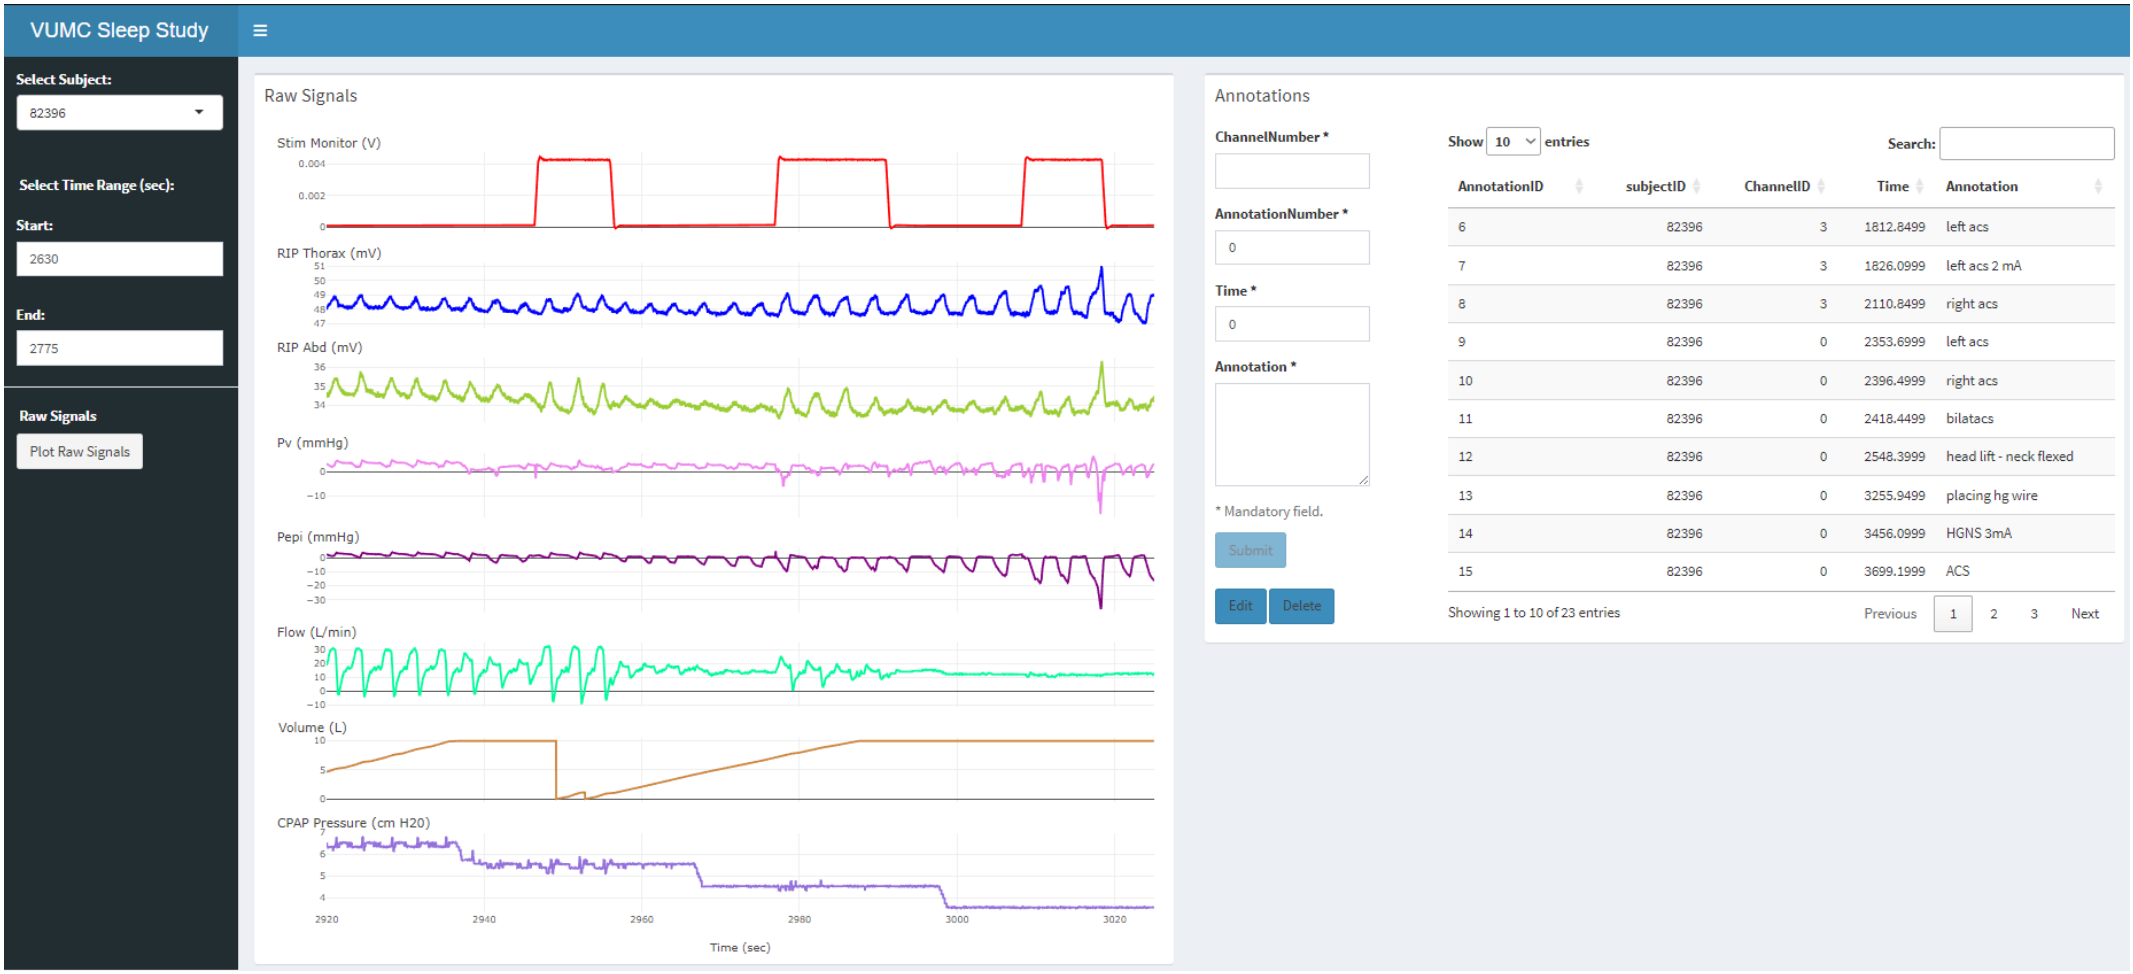 VUMC Sleep Study
Select Subject:
82396
Select Time Range (sec):
Start:
2630
End:
2775
Raw Signals
Plot Raw Signals
Raw Signals
Stim Monitor (V)
0.004
0.002
0
RIP Thorax (mV)
51
50
49
48
47
RIP Abd (mV)
36
35
34
Pv (mmHg)
0
−10
Pepi (mmHg)
0
−10
−20
−30
Flow (L/min)
30
20
10
0
−10
Volume (L)
10
5
0
CPAP Pressure (cm H20)
7
6
5
4
2920 2940 2960 2980 3000 3020
Time (sec)
Annotations
ChannelNumber *
AnnotationNumber *
0
Time *
0
Annotation *
* Mandatory field.
Submit
Edit Delete
Show 10 entries Search:
AnnotationID subjectID ChannelID Time Annotation
6 82396 3 1812.8499 left acs
7 82396 3 1826.0999 left acs 2 mA
8 82396 3 2110.8499 right acs
9 82396 0 2353.6999 left acs
10 82396 0 2396.4999 right acs
11 82396 0 2418.4499 bilatacs
12 82396 0 2548.3999 head lift - neck flexed
13 82396 0 3255.9499 placing hg wire
14 82396 0 3456.0999 HGNS 3mA
15 82396 0 3699.1999 ACS
Showing 1 to 10 of 23 entries Previous 1 2 3 Next